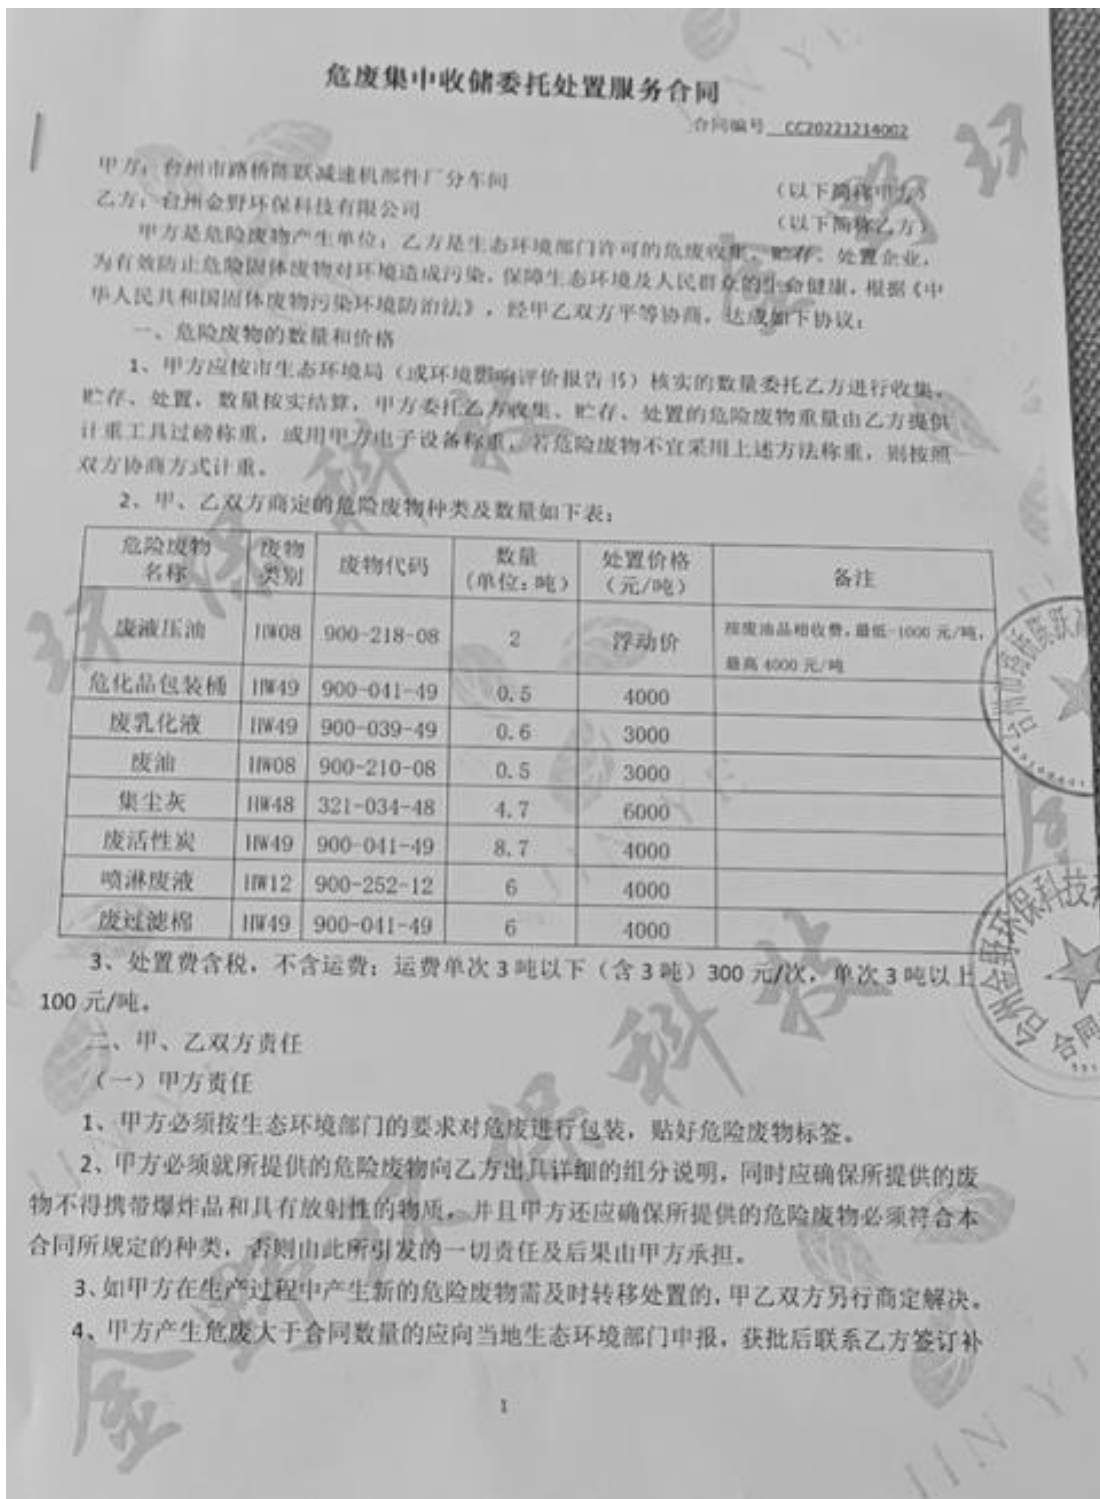 危废集中收储委托处置服务合同
合同编号 CC20221214002
甲方：台州市路桥陈跃减速机部件厂分车间 （以下简称甲方）
乙方：台州金野环保科技有限公司 （以下简称乙方）
甲方是危险废物产生单位，乙方是生态环境部门许可的危废收集、贮存、处置企业，
为有效防止危险固体废物对环境造成污染，保障生态环境及人民群众的生命健康，根据《中
华人民共和国固体废物污染环境防治法》，经甲乙双方平等协商，达成如下协议：
一、危险废物的数量和价格
1、甲方应按市生态环境局（或环境影响评价报告书）核实的数量委托乙方进行收集、
贮存、处置，数量按实结算，甲方委托乙方收集、贮存、处置的危险废物重量由乙方提供
计重工具过磅称重，或用甲方电子设备称重，若危险废物不宜采用上述方法称重，则按照
双方协商方式计重。
2、甲、乙双方商定的危险废物种类及数量如下表：
危险废物名称 废物类别 废物代码 数量（单位：吨） 处置价格（元/吨） 备注
废液压油 HW08 900-218-08 2 浮动价 按废油品相收费，最低-1000 元/吨，
最高 4000 元/吨
危化品包装桶 HW49 900-041-49 0.5 4000
废乳化液 HW49 900-039-49 0.6 3000
废油 HW08 900-210-08 0.5 3000
集尘灰 HW48 321-034-48 4.7 6000
废活性炭 HW49 900-041-49 8.7 4000
喷淋废液 HW12 900-252-12 6 4000
废过滤棉 HW49 900-041-49 6 4000
3、处置费含税，不含运费；运费单次 3 吨以下（含 3 吨）300 元/次，单次 3 吨以上
100 元/吨。
二、甲、乙双方责任
（一）甲方责任
1、甲方必须按生态环境部门的要求对危废进行包装，贴好危险废物标签。
2、甲方必须就所提供的危险废物向乙方出具详细的组分说明，同时应确保所提供的废
物不得携带爆炸品和具有放射性的物质，并且甲方还应确保所提供的危险废物必须符合本
合同所规定的种类，否则由此所引发的一切责任及后果由甲方承担。
3、如甲方在生产过程中产生新的危险废物需及时转移处置的，甲乙双方另行商定解决。
4、甲方产生危废大于合同数量的应向当地生态环境部门申报，获批后联系乙方签订补
1
金野环保科技
台州金野环保科技
合同
JIN YE